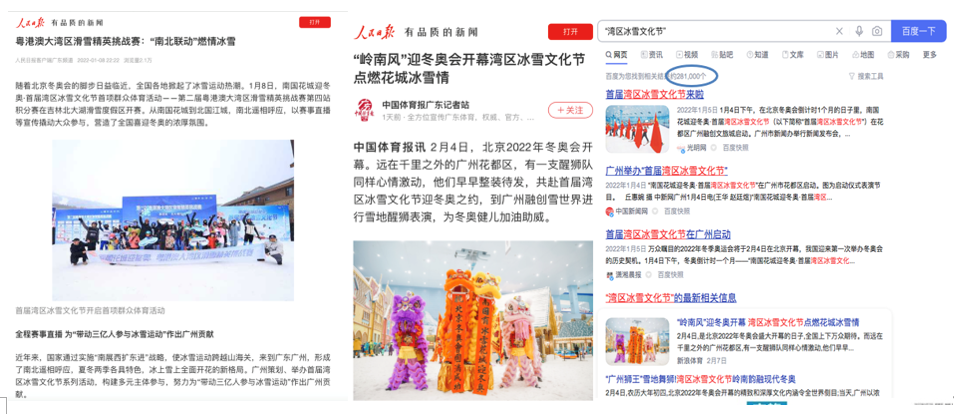 人民日报 有品质的新闻
打开
粤港澳大湾区滑雪精英挑战赛：“南北联动”燃情冰雪
人民日报客户端广东频道 2022-01-08 22:22 浏览量2.1万
随着北京冬奥会的脚步日益临近，全国各地掀起了冰雪运动热潮。1月8日，南国花城迎冬
奥·首届湾区冰雪文化节首项群众体育活动——第二届粤港澳大湾区滑雪精英挑战赛第四站
积分赛在吉林北大湖滑雪度假区开赛，从南国花城到北国江城，南北遥相呼应，以赛事直播
等宣传撬动大众参与，营造了全国喜迎冬奥的浓厚氛围。
首届湾区冰雪文化节开启首项群众体育活动
全程赛事直播 为“带动三亿人参与冰雪运动”作出广州贡献
近年来，国家通过实施“南展西扩东进”战略，使冰雪运动跨越山海关，来到广东广州，形成
了南北遥相呼应、夏冬两季各具特色、冰上雪上全面开花的新格局。广州策划、举办首届湾
区冰雪文化节系列活动，构建多元主体参与，努力为“带动三亿人参与冰雪运动”作出广州贡
献。
人民日报 有品质的新闻
打开
“岭南风”迎冬奥会开幕湾区冰雪文化节
点燃花城冰雪情
中国体育报广东记者站
1天前·全方位宣传广东体育，权威、官方、...
+关注
中国体育报讯 2月4日，北京2022年冬奥会开
幕。远在千里之外的广州花都区，有一支醒狮队
同样心情激动，他们早早整装待发，共赴首届湾
区冰雪文化节迎冬奥之约，到广州融创雪世界进
行雪地醒狮表演，为冬奥健儿加油助威。
“湾区冰雪文化节”
百度一下
网页 资讯 视频 贴吧 知道 文库 图片 地图 采购 更多
百度为您找到相关结果约281,000个
搜索工具
首届湾区冰雪文化节来啦
2022年1月5日 1月4日下午，在北京冬奥会倒计时1个月的日子里，南国
花城迎冬奥·首届湾区冰雪文化节（以下简称“首届湾区冰雪文化节”）在花
都区广州融创文旅城启动。广州市政府新闻办举行新闻发布会，...
光明网 百度快照
广州举办“首届湾区冰雪文化节”
2022年1月4日 “南国花城迎冬奥·首届湾区冰雪文化节”在广州市花都区启动。图为启动仪式表演节
目。 丘惠娟 摄 中新网广州1月4日电(王华 赵廷煜)“南国花城迎冬奥·首届湾区...
中国新闻网 百度快照
首届湾区冰雪文化节在广州启动
2022年1月5日 万众瞩目的2022年冬季奥运会将于2月4日在北京开幕，我国迎来第一次举办冬奥会
的历史契机。1月4日下午，冬奥倒计时一个月——“南国花城迎冬奥·首届湾区冰雪文化...
潇湘晨报 百度快照
“湾区冰雪文化节”的最新相关信息
“岭南风”迎冬奥开幕 湾区冰雪文化节点燃花城冰雪情
2月4日,是北京2022年冬奥会盛大开幕的日子,全国上下万众期待。而远在
千里之外的广州花都区,有一支醒狮队同样心情激动,他们早早...
新浪体育 2月7日
“广州狮王”雪地舞狮!湾区冰雪文化节岭南韵融现代冬奥
2月4日,农历大年初四,北京2022年冬奥会开幕的精致和深厚文化内涵令全世界倒目;当天,广州以浓